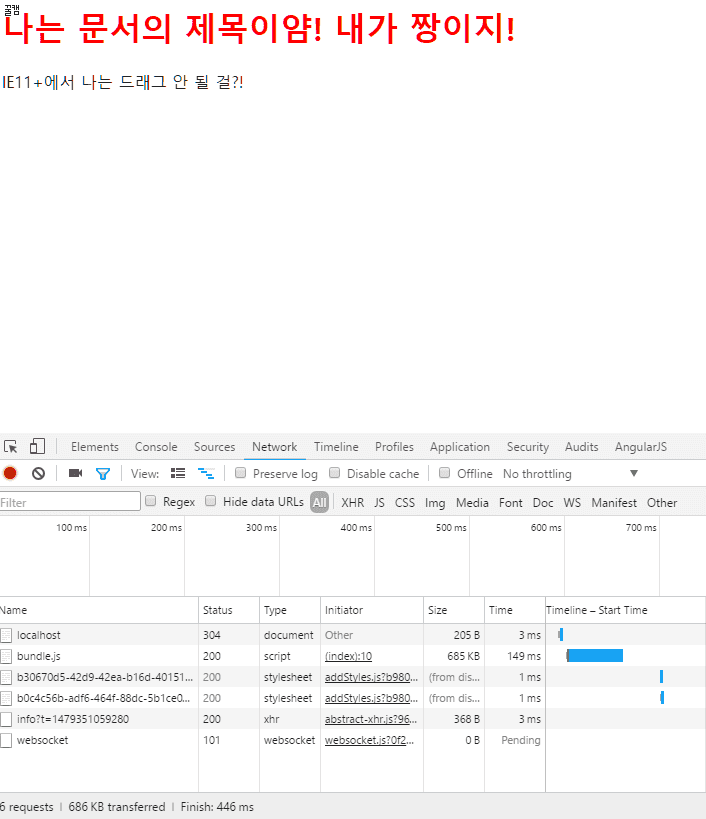 꿀캠
나는 문서의 제목이얌! 내가 짱이지!
IE11+에서 나는 드래그 안 될 걸?!
Elements Console Sources Network Timeline Profiles Application Security Audits AngularJS
View: Preserve log Disable cache Offline No throttling
Filter Regex Hide data URLs All XHR JS CSS Img Media Font Doc WS Manifest Other
100 ms 200 ms 300 ms 400 ms 500 ms 600 ms 700 ms
Name Status Type Initiator Size Time Timeline – Start Time
localhost 304 document Other 205 B 3 ms
bundle.js 200 script (index):10 685 KB 149 ms
b30670d5-42d9-42ea-b16d-40151... 200 stylesheet addStyles.js?b980... (from dis... 1 ms
b0c4c56b-adf6-464f-88dc-5b1ce0... 200 stylesheet addStyles.js?b980... (from dis... 1 ms
info?t=1479351059280 200 xhr abstract-xhr.js?96... 368 B 3 ms
websocket 101 websocket websocket.js?0f2... 0 B Pending
6 requests | 686 KB transferred | Finish: 446 ms